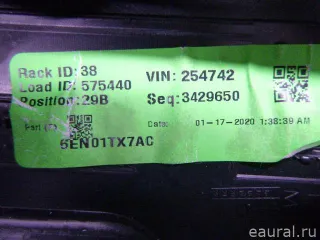 Rack ID: 38
VIN: 254742
Load ID: 575440
Position: 29B
Seq: 3429650
Date: 01-17-2020 1:38:39 AM
6EN01TX7AC
eaural.ru